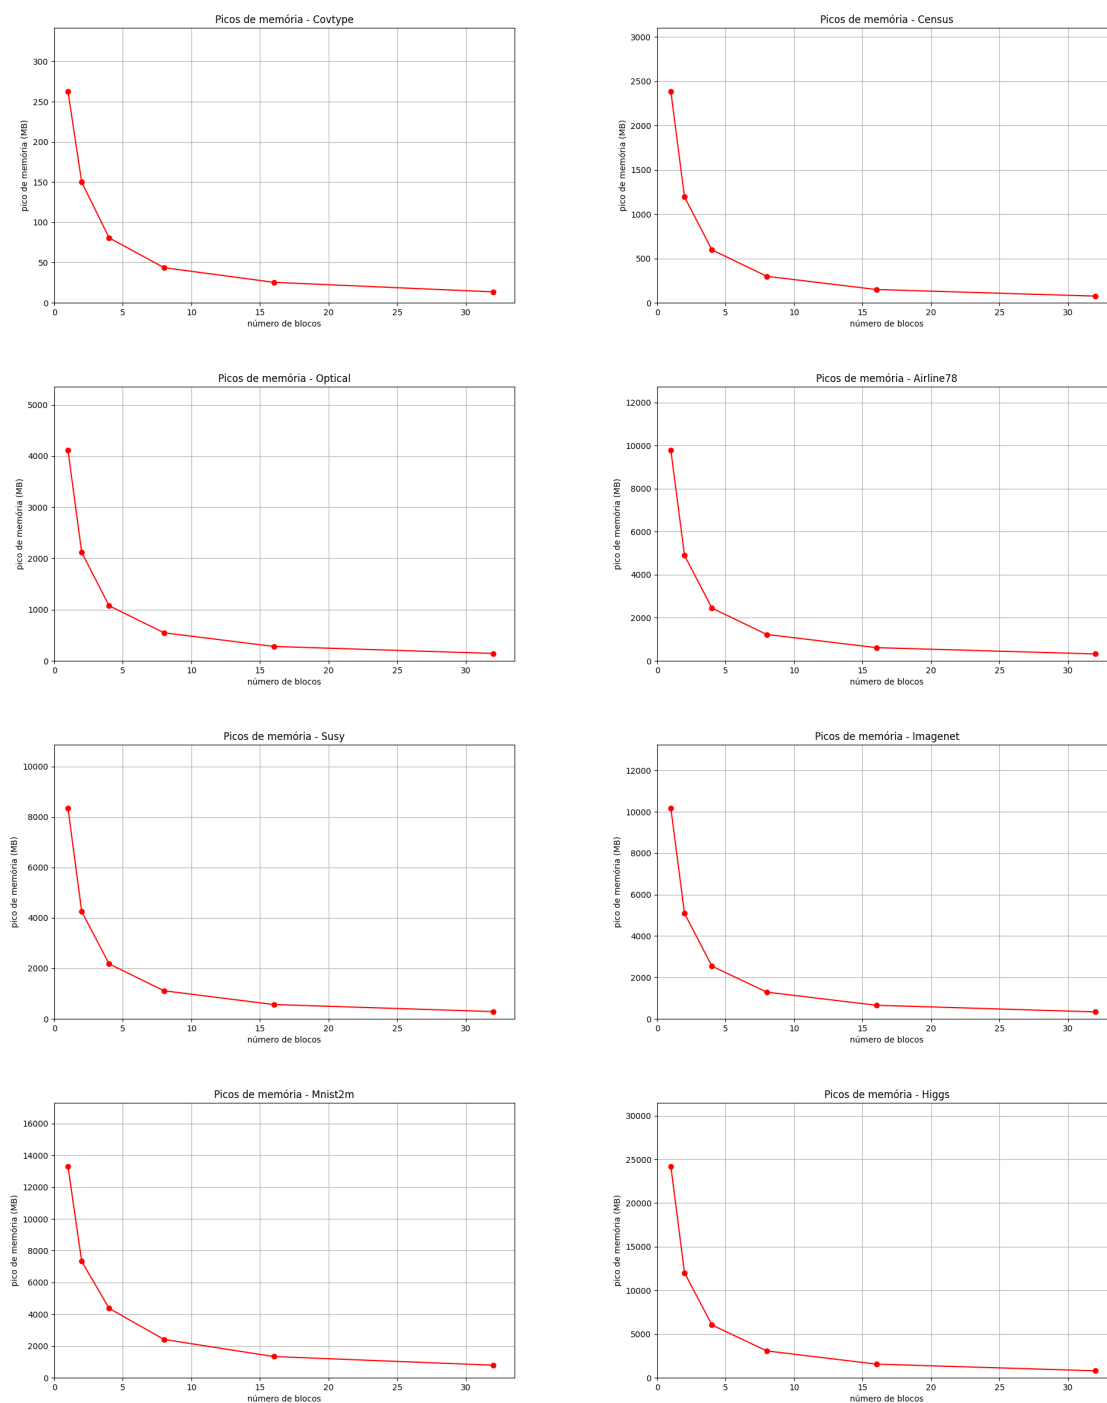 Picos de memória - Covtype
pico de memória (MB)
300
250
200
150
100
50
0
0 5 10 15 20 25 30
número de blocos
Picos de memória - Census
pico de memória (MB)
3000
2500
2000
1500
1000
500
0
0 5 10 15 20 25 30
número de blocos
Picos de memória - Optical
pico de memória (MB)
5000
4000
3000
2000
1000
0
0 5 10 15 20 25 30
número de blocos
Picos de memória - Airline78
pico de memória (MB)
12000
10000
8000
6000
4000
2000
0
0 5 10 15 20 25 30
número de blocos
Picos de memória - Susy
pico de memória (MB)
10000
8000
6000
4000
2000
0
0 5 10 15 20 25 30
número de blocos
Picos de memória - Imagenet
pico de memória (MB)
12000
10000
8000
6000
4000
2000
0
0 5 10 15 20 25 30
número de blocos
Picos de memória - Mnist2m
pico de memória (MB)
16000
14000
12000
10000
8000
6000
4000
2000
0
0 5 10 15 20 25 30
número de blocos
Picos de memória - Higgs
pico de memória (MB)
30000
25000
20000
15000
10000
5000
0
0 5 10 15 20 25 30
número de blocos